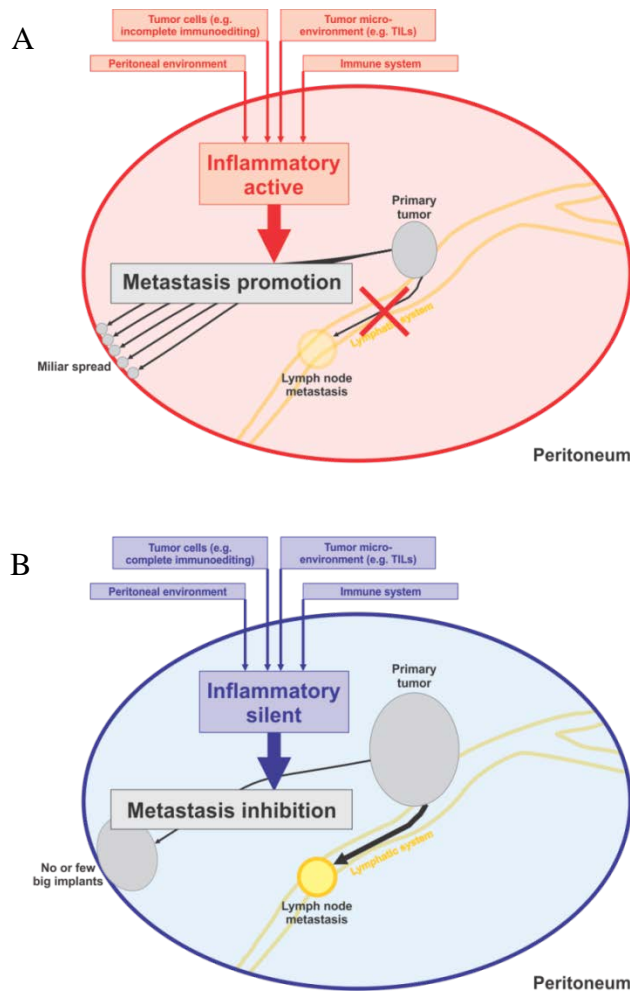 A
Tumor cells (e.g.
incomplete immunoediting)
Tumor micro-
environment (e.g. TILs)
Peritoneal environment
Immune system
Inflammatory
active
Primary
tumor
Metastasis promotion
Lymphatic system
Miliar spread
Lymph node
metastasis
Peritoneum
B
Tumor cells (e.g.
complete immunoediting)
Tumor micro-
environment (e.g. TILs)
Peritoneal environment
Immune system
Inflammatory
silent
Primary
tumor
Metastasis inhibition
Lymphatic system
No or few
big implants
Lymph node
metastasis
Peritoneum